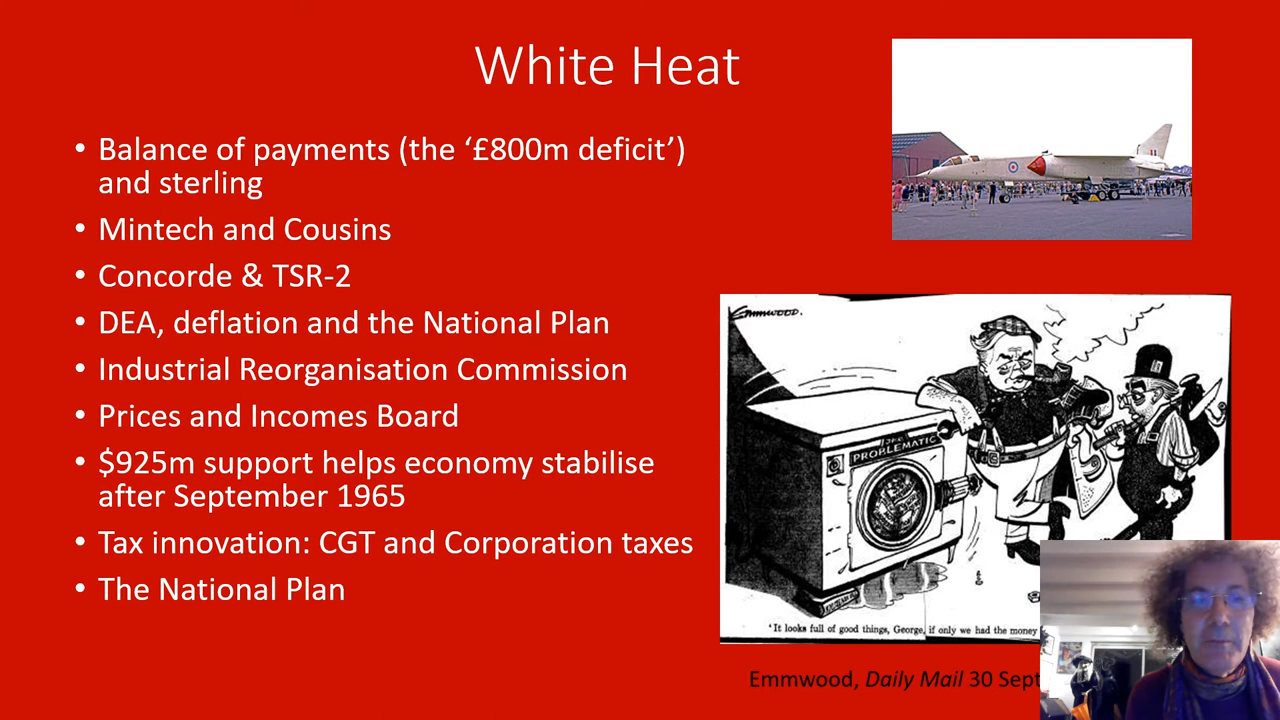 White Heat
• Balance of payments (the ‘£800m deficit’)
and sterling
• Mintech and Cousins
• Concorde & TSR-2
• DEA, deflation and the National Plan
• Industrial Reorganisation Commission
• Prices and Incomes Board
• $925m support helps economy stabilise
after September 1965
• Tax innovation: CGT and Corporation taxes
• The National Plan
Emmwood.
PROBLEMATIC
'It looks full of good things, George, if only we had the money
Emmwood, Daily Mail 30 Sept